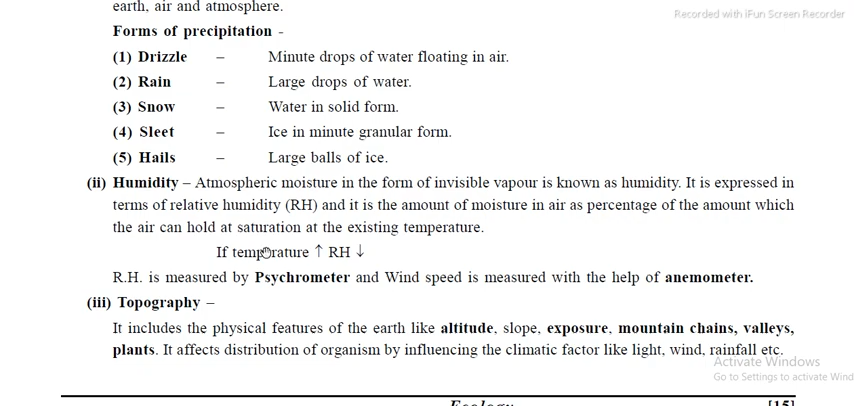 earth, air and atmosphere.
Recorded with iFun Screen Recorder
Forms of precipitation -
(1) Drizzle – Minute drops of water floating in air.
(2) Rain – Large drops of water.
(3) Snow – Water in solid form.
(4) Sleet – Ice in minute granular form.
(5) Hails – Large balls of ice.
(ii) Humidity – Atmospheric moisture in the form of invisible vapour is known as humidity. It is expressed in
terms of relative humidity (RH) and it is the amount of moisture in air as percentage of the amount which
the air can hold at saturation at the existing temperature.
If temperature ↑ RH ↓
R.H. is measured by Psychrometer and Wind speed is measured with the help of anemometer.
(iii) Topography –
It includes the physical features of the earth like altitude, slope, exposure, mountain chains, valleys,
plants. It affects distribution of organism by influencing the climatic factor like light, wind, rainfall etc.
Activate Windows
Go to Settings to activate Wind
Ecology [15]